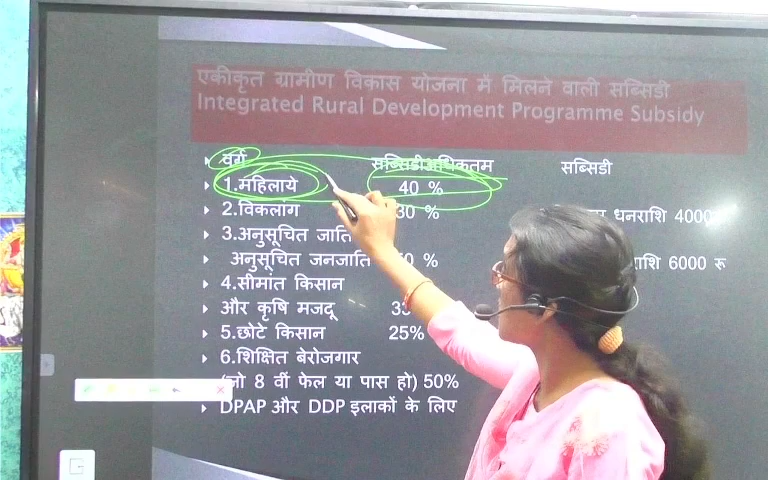 एकीकृत ग्रामीण विकास योजना में मिलने वाली सब्सिडी
Integrated Rural Development Programme Subsidy
वर्ग सब्सिडीअधिकतम सब्सिडी
1.महिलाये 40 %
2.विकलांग 30 % धनराशि 4000
3.अनुसूचित जाति
अनुसूचित जनजाति % 6000 रू
4.सीमांत किसान
और कृषि मजदू
5.छोटे किसान 25%
6.शिक्षित बेरोजगार
8 वीं फेल या पास हो) 50%
DPAP और DDP इलाकों के लिए